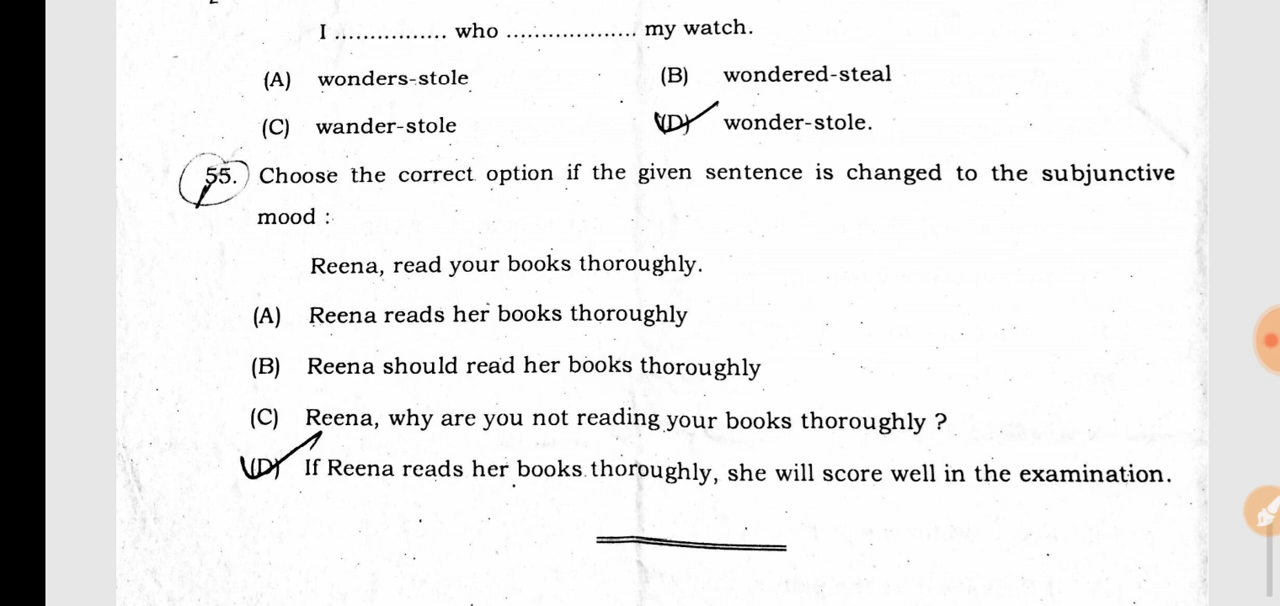 I ................ who ................... my watch.
(A) wonders-stole (B) wondered-steal
(C) wander-stole (D) wonder-stole.
55. Choose the correct option if the given sentence is changed to the subjunctive
mood :
Reena, read your books thoroughly.
(A) Reena reads her books thoroughly
(B) Reena should read her books thoroughly
(C) Reena, why are you not reading your books thoroughly ?
(D) If Reena reads her books thoroughly, she will score well in the examination.